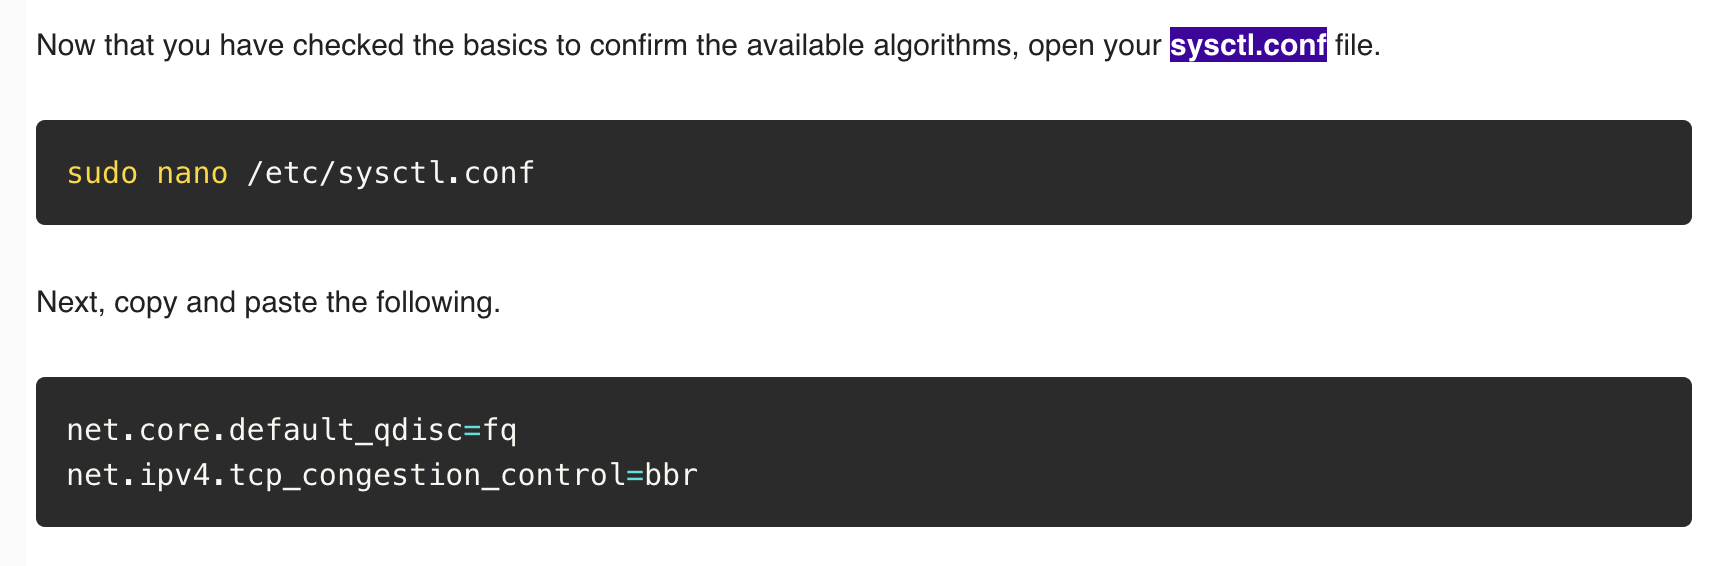 Now that you have checked the basics to confirm the available algorithms, open your sysctl.conf file.
sudo nano /etc/sysctl.conf
Next, copy and paste the following.
net.core.default_qdisc=fq
net.ipv4.tcp_congestion_control=bbr